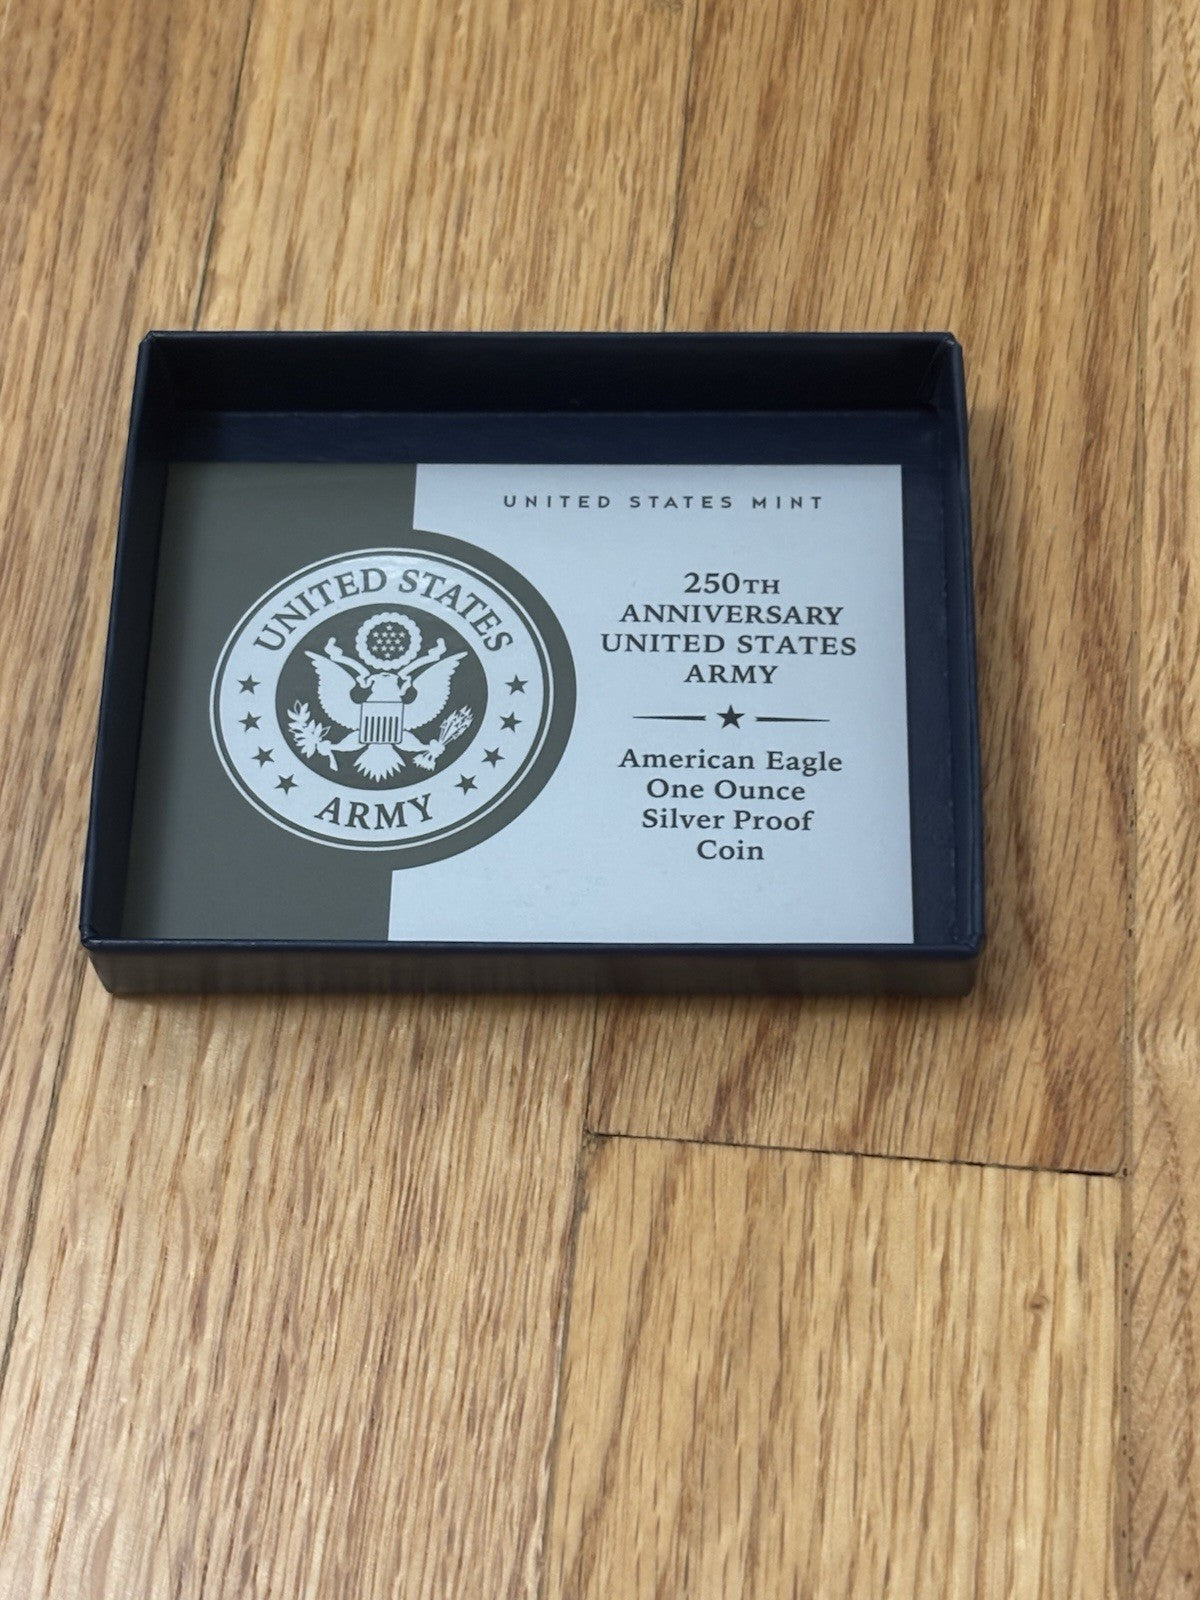 UNITED STATES MINT
UNITED STATES
ARMY
250TH
ANNIVERSARY
UNITED STATES
ARMY
American Eagle
One Ounce
Silver Proof
Coin